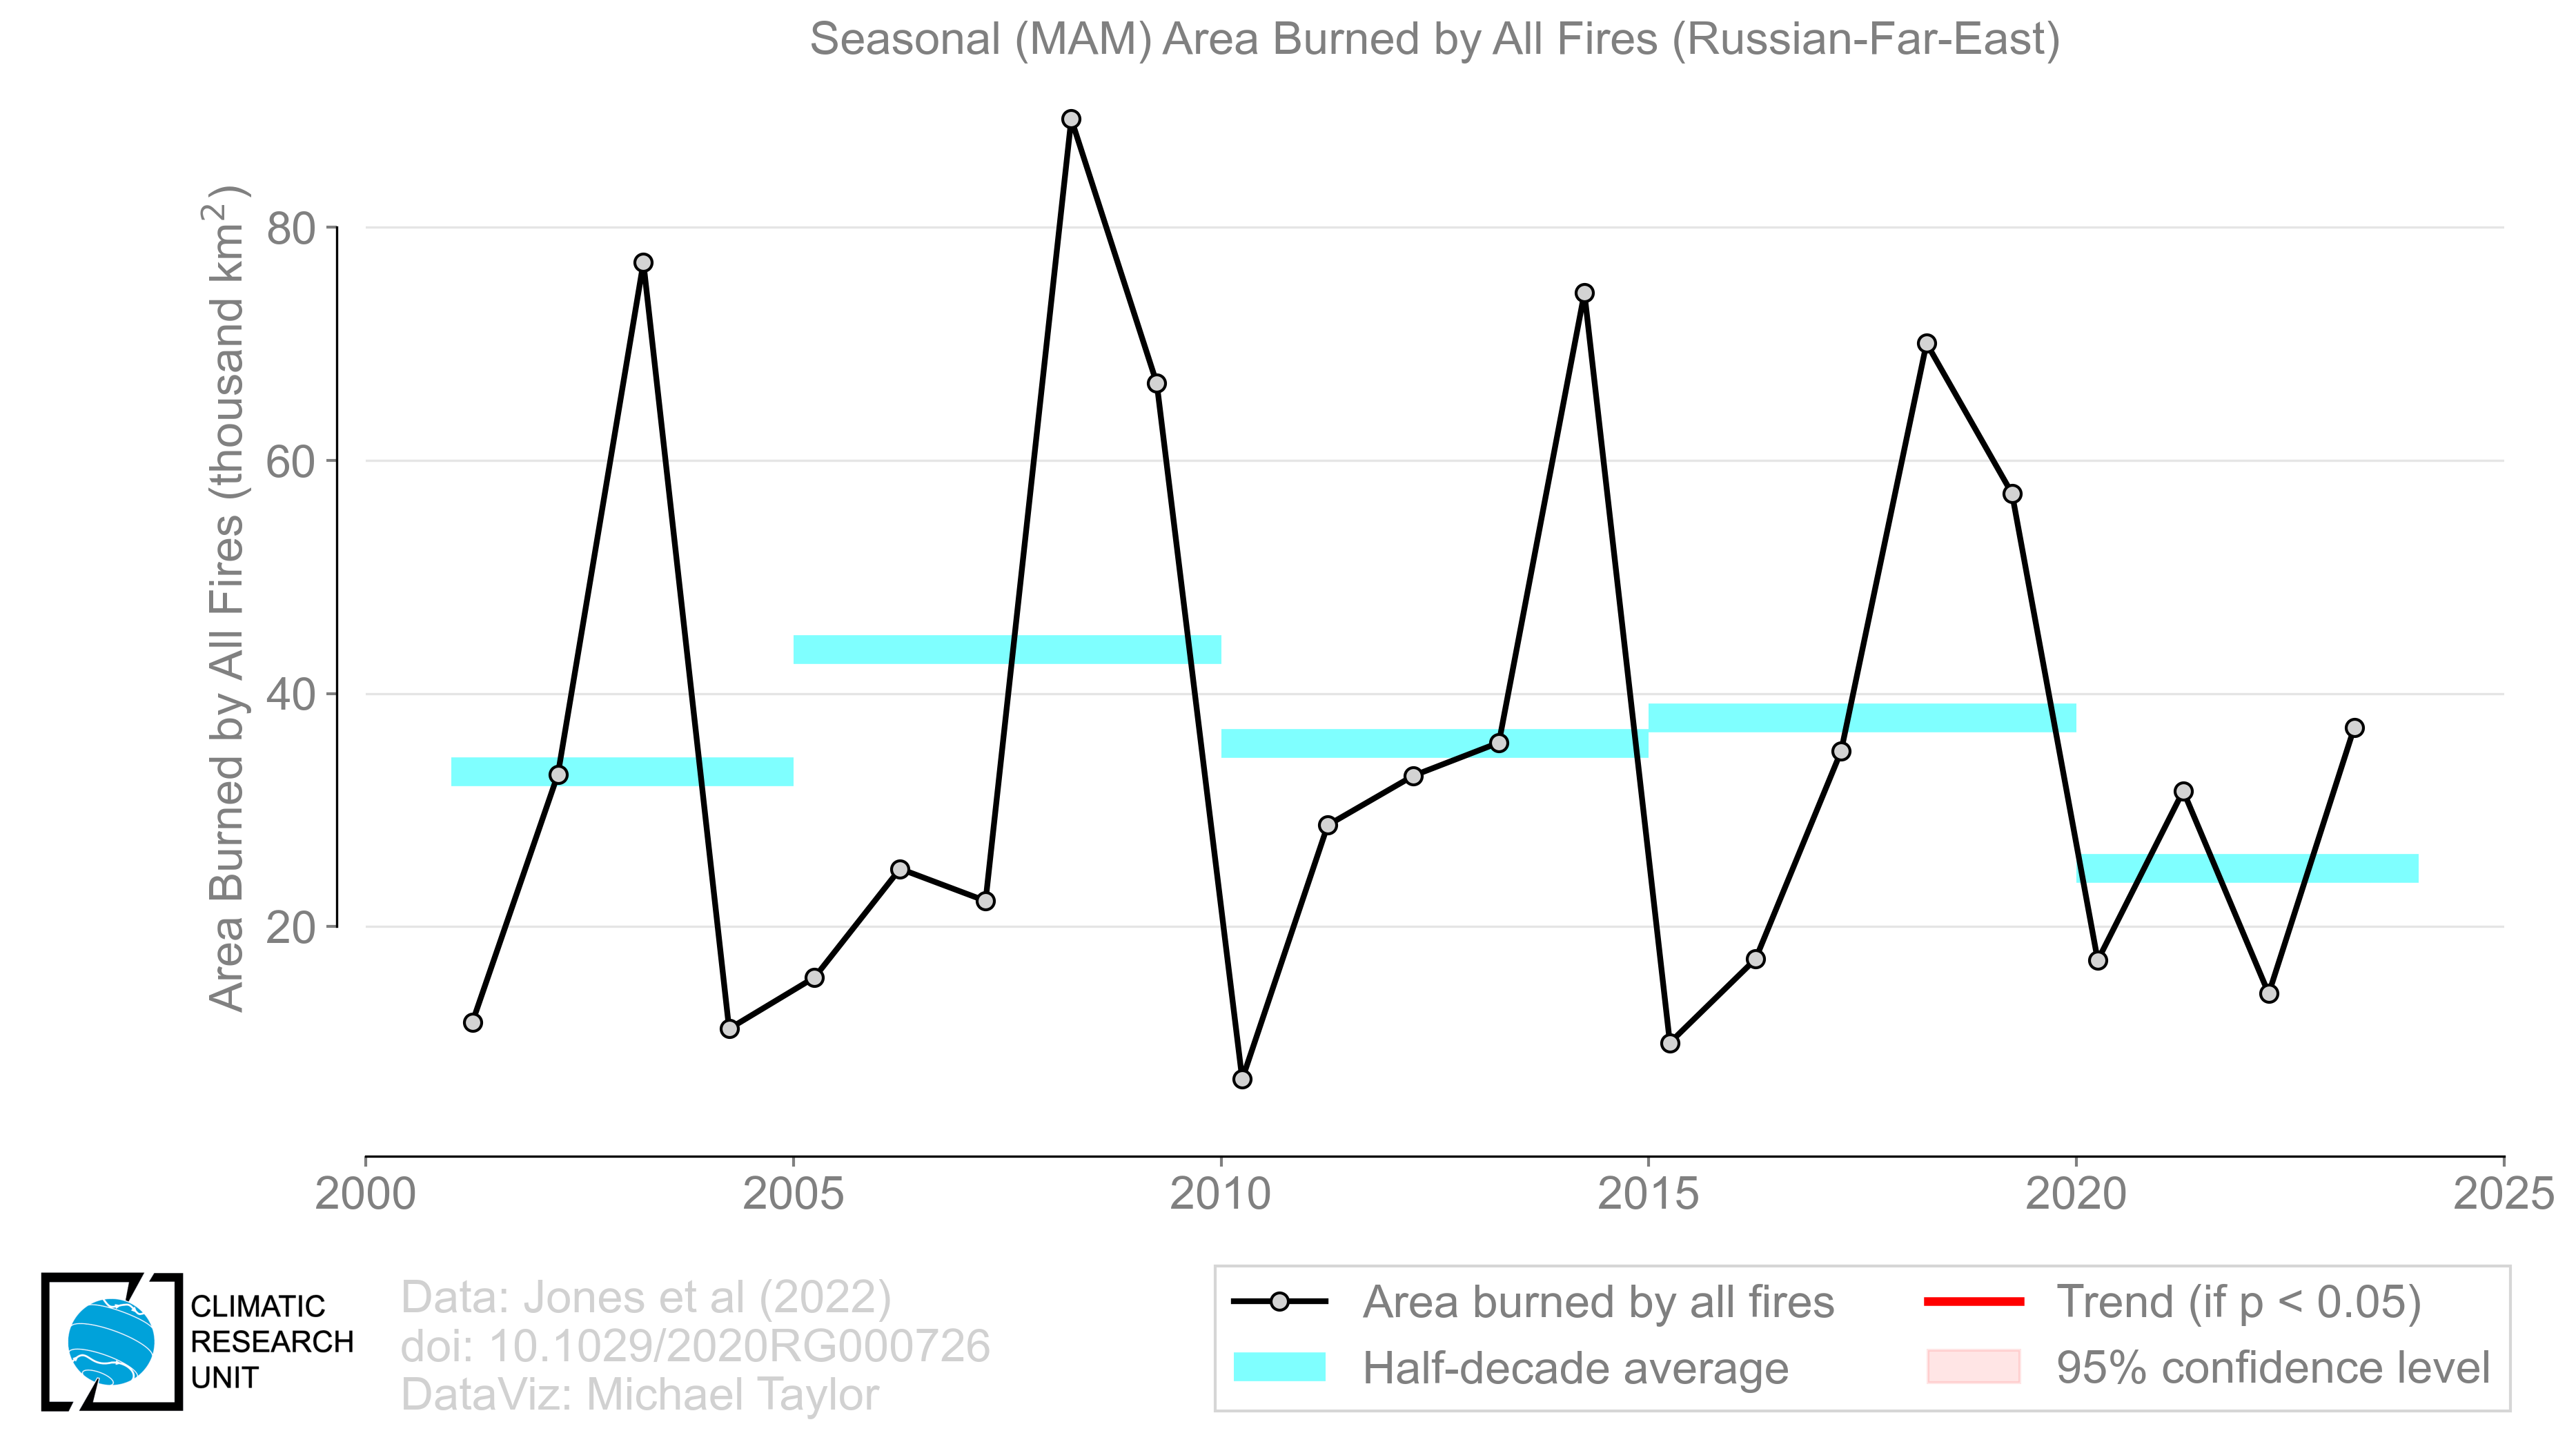 Seasonal (MAM) Area Burned by All Fires (Russian-Far-East)
Area Burned by All Fires (thousand km²)
80
60
40
20
2000
2005
2010
2015
2020
2025
CLIMATIC
RESEARCH
UNIT
Data: Jones et al (2022)
doi: 10.1029/2020RG000726
DataViz: Michael Taylor
Area burned by all fires
Half-decade average
Trend (if p < 0.05)
95% confidence level